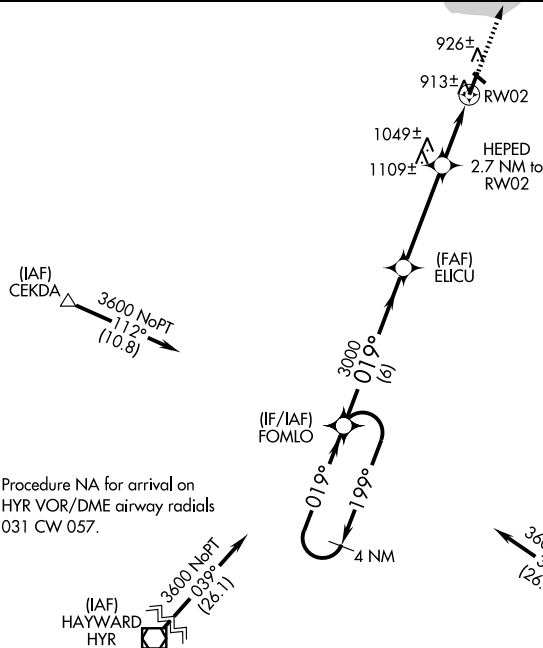 926±
913±
RW02
1049±
1109±
HEPED
2.7 NM to
RW02
(FAF)
ELICU
(IAF)
CEKDA
3600 NoPT
112°
(10.8)
3000
019°
(6)
(IF/IAF)
FOMLO
019°
199°
4 NM
Procedure NA for arrival on
HYR VOR/DME airway radials
031 CW 057.
3600 NoPT
039°
(26.1)
(IAF)
HAYWARD
HYR